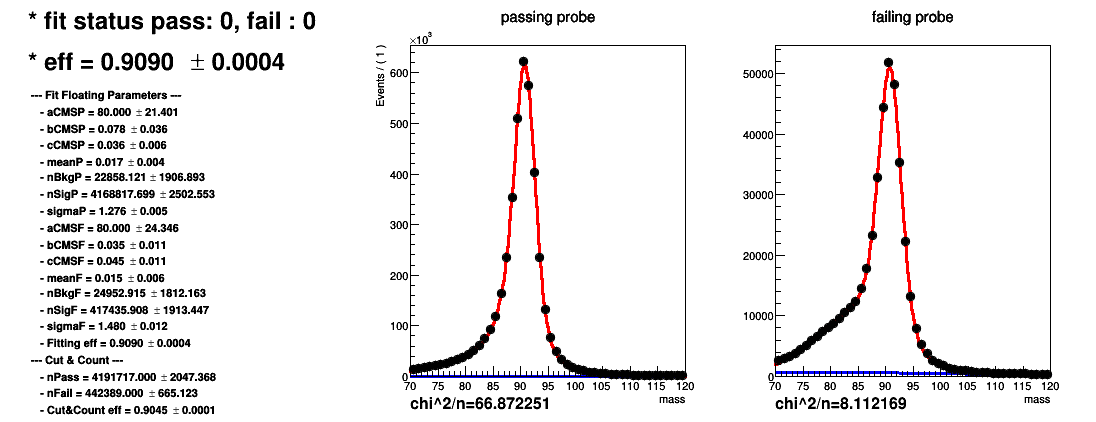 * fit status pass: 0, fail : 0
* eff = 0.9090 ± 0.0004
--- Fit Floating Parameters ---
- aCMSP = 80.000 ± 21.401
- bCMSP = 0.078 ± 0.036
- cCMSP = 0.036 ± 0.006
- meanP = 0.017 ± 0.004
- nBkgP = 22858.121 ± 1906.893
- nSigP = 4168817.699 ± 2502.553
- sigmaP = 1.276 ± 0.005
- aCMSF = 80.000 ± 24.346
- bCMSF = 0.035 ± 0.011
- cCMSF = 0.045 ± 0.011
- meanF = 0.015 ± 0.006
- nBkgF = 24952.915 ± 1812.163
- nSigF = 417435.908 ± 1913.447
- sigmaF = 1.480 ± 0.012
- Fitting eff = 0.9090 ± 0.0004
--- Cut & Count ---
- nPass = 4191717.000 ± 2047.368
- nFail = 442389.000 ± 665.123
- Cut&Count eff = 0.9045 ± 0.0001
passing probe
×10³
Events / ( 1 )
600
500
400
300
200
100
0
70 75 80 85 90 95 100 105 110 115 120
mass
chi^2/n=66.872251
failing probe
50000
40000
30000
20000
10000
0
70 75 80 85 90 95 100 105 110 115 120
mass
chi^2/n=8.112169